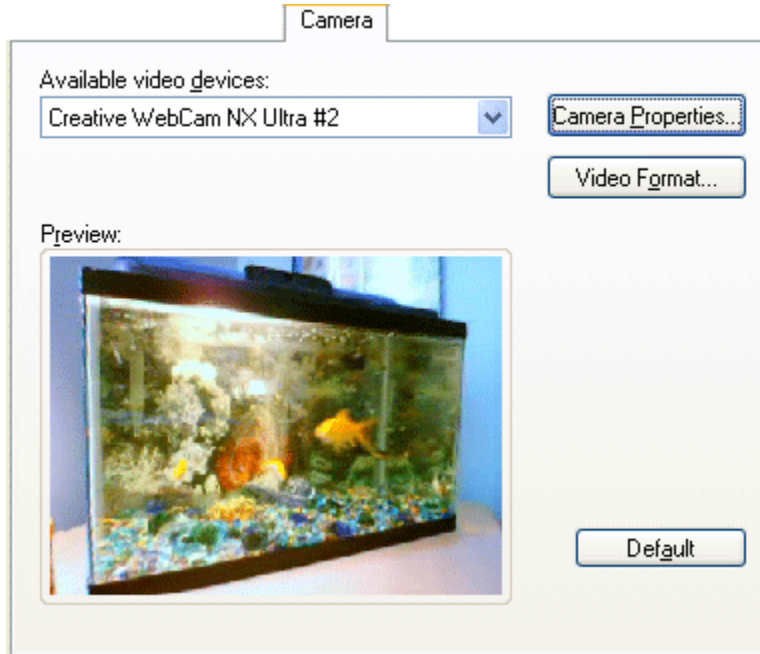 Camera
Available video devices:
Creative WebCam NX Ultra #2
Camera Properties...
Video Format...
Preview:
Default